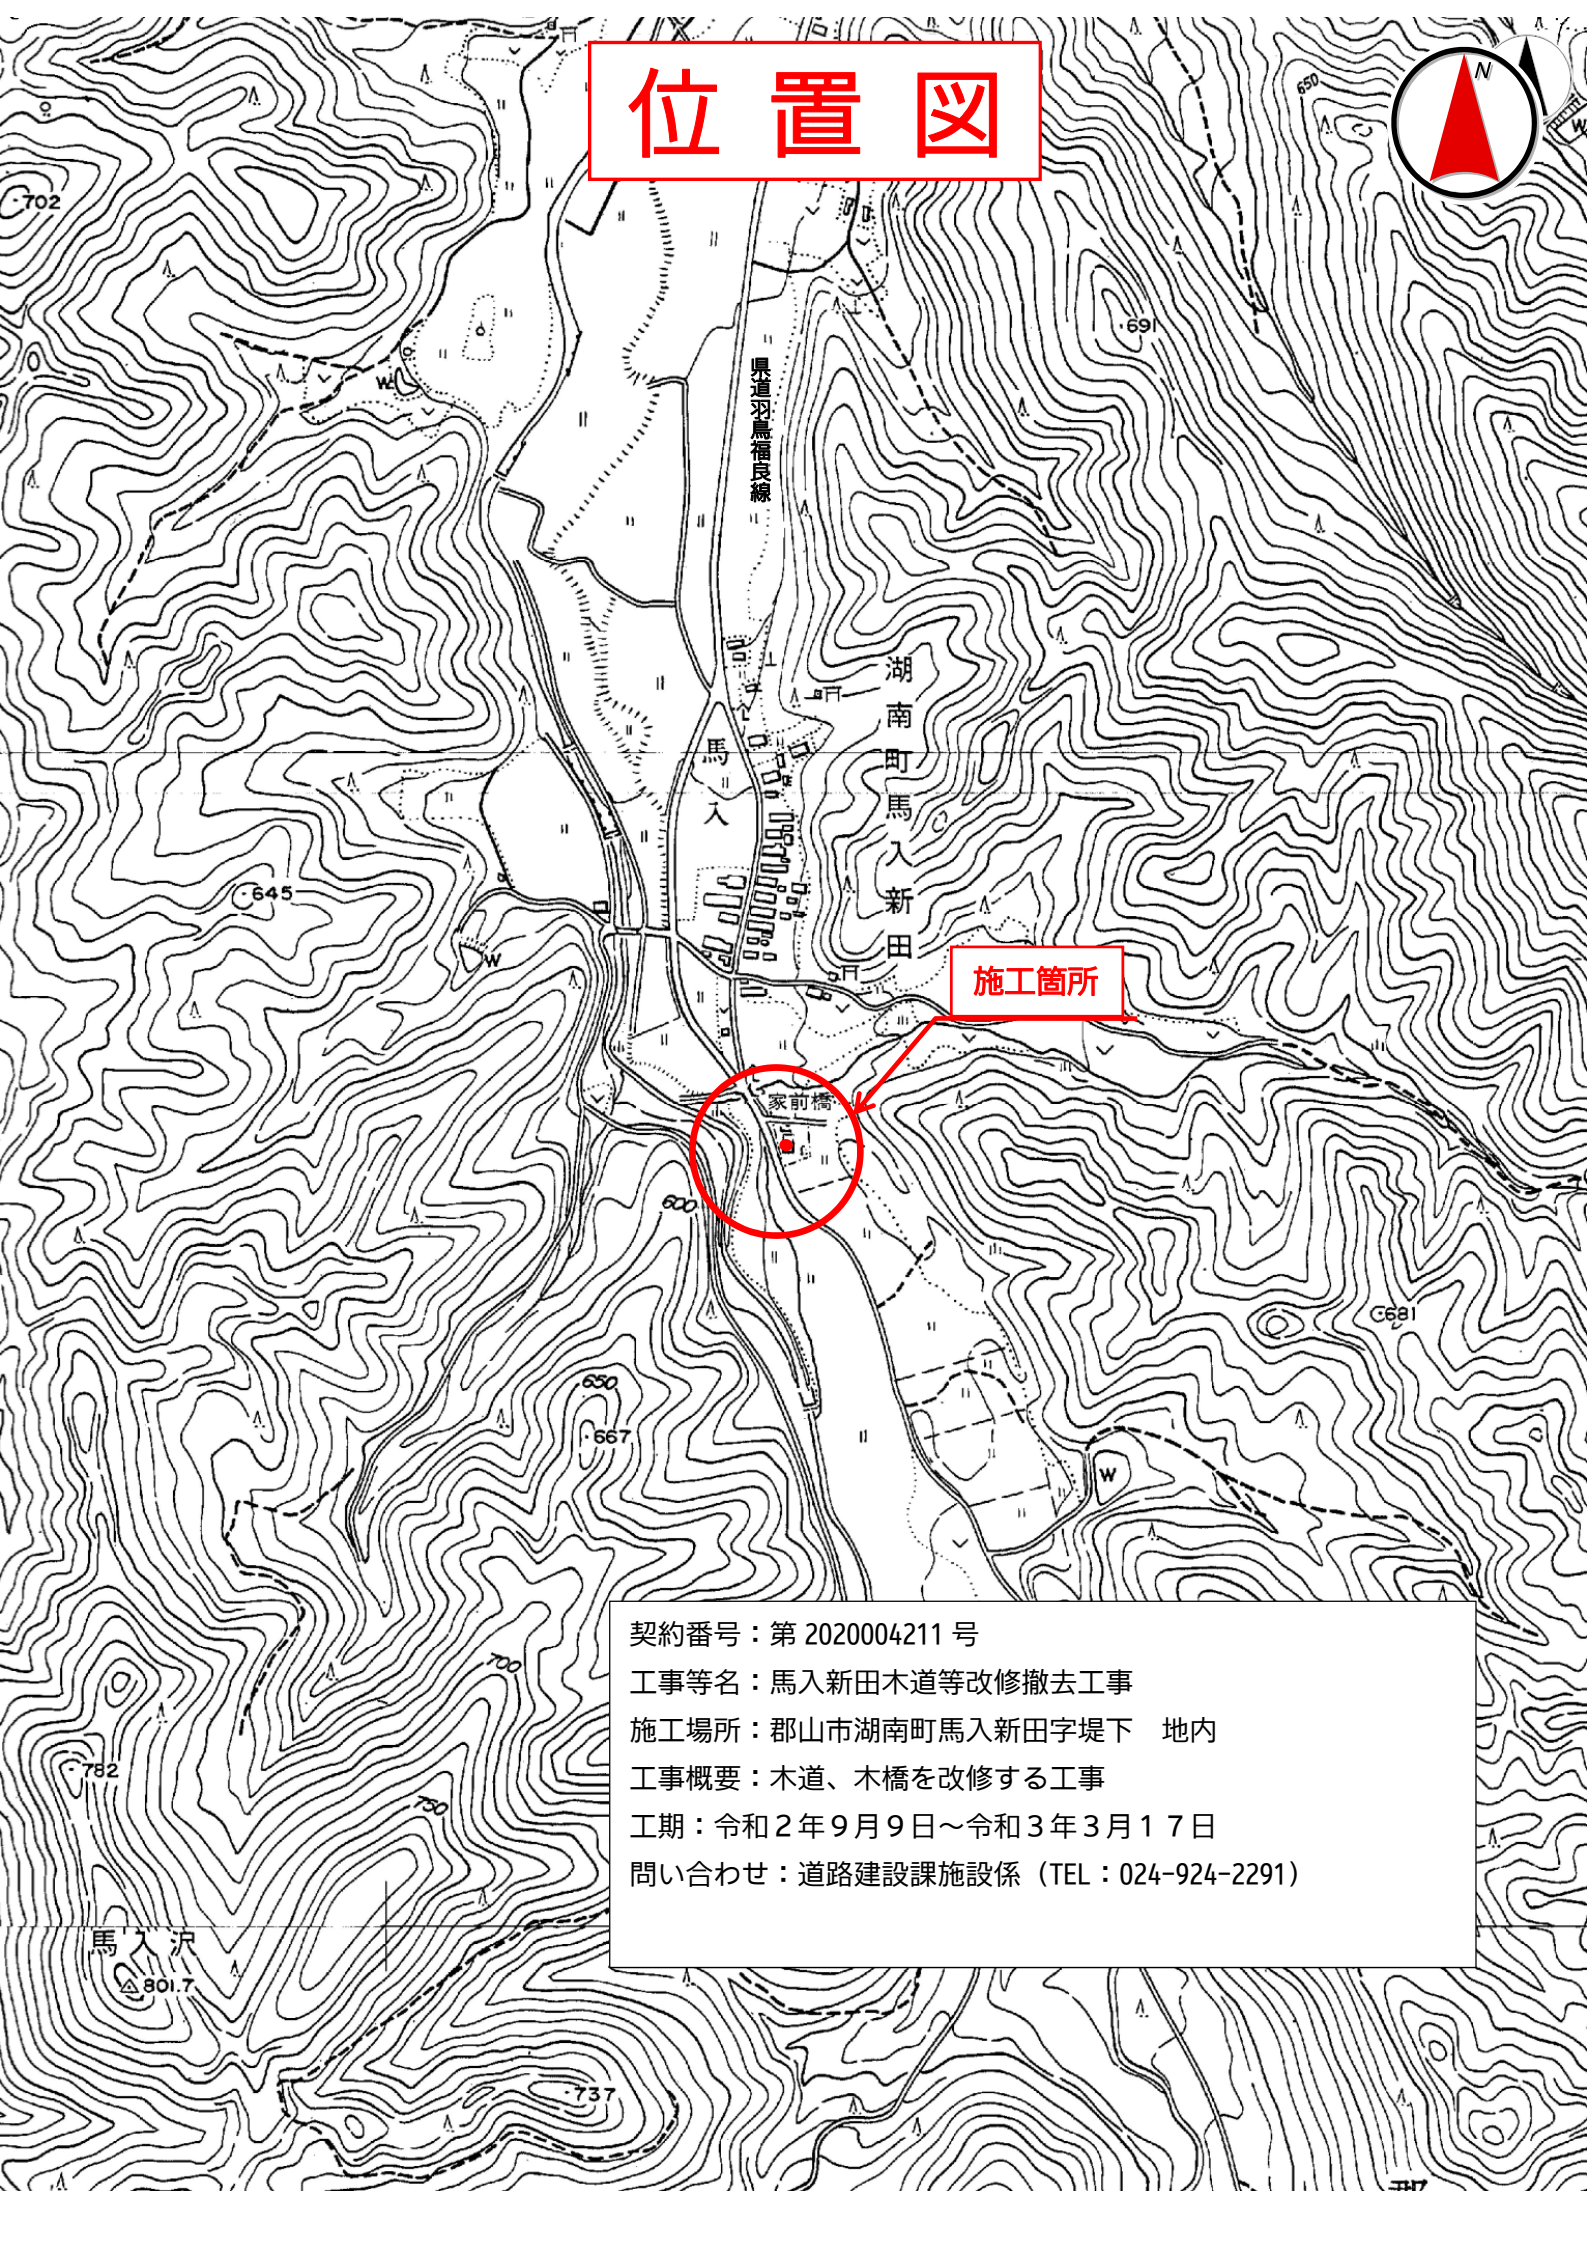 位置図
N
W
650
702
691
W
県道羽鳥福良線
湖南町馬入新田
馬入
645
W
施工箇所
家前橋
600
681
650
667
W
700
782
750
契約番号：第 2020004211 号
工事等名：馬入新田木道等改修撤去工事
施工場所：郡山市湖南町馬入新田字堤下　地内
工事概要：木道、木橋を改修する工事
工期：令和２年９月９日～令和３年３月１７日
問い合わせ：道路建設課施設係（TEL：024-924-2291）
馬入沢
801.7
737